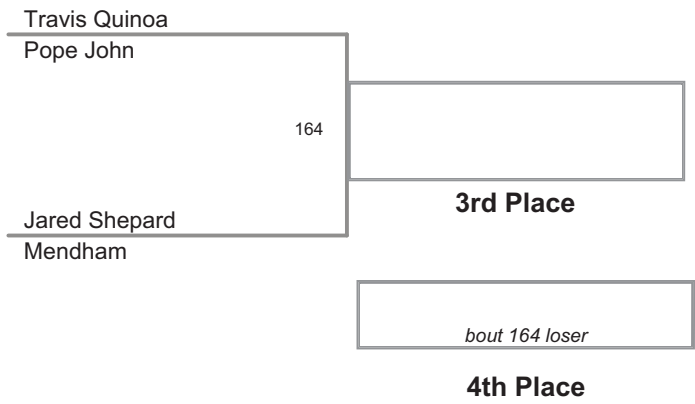 Travis Quinoa
Pope John
164
Jared Shepard
3rd Place
Mendham
bout 164 loser
4th Place